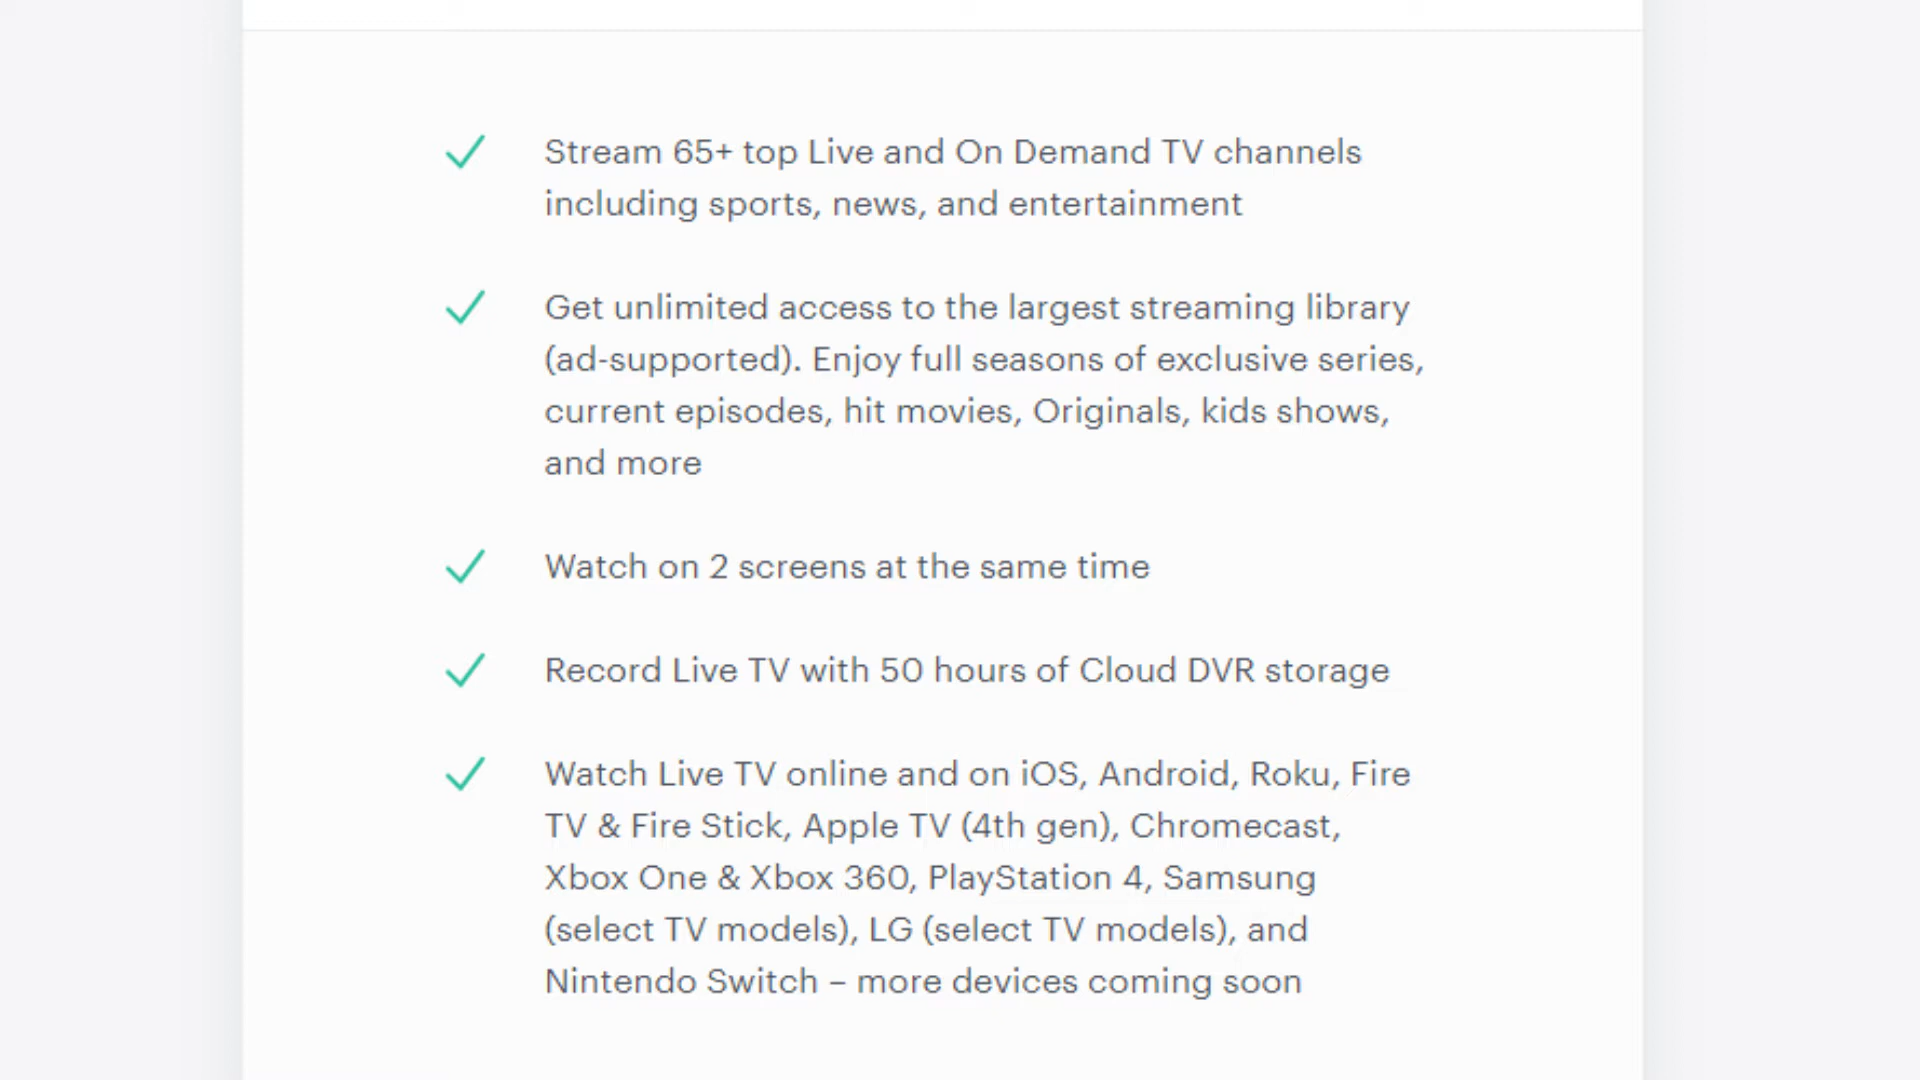 Stream 65+ top Live and On Demand TV channels
including sports, news, and entertainment
Get unlimited access to the largest streaming library
(ad-supported). Enjoy full seasons of exclusive series,
current episodes, hit movies, Originals, kids shows,
and more
Watch on 2 screens at the same time
Record Live TV with 50 hours of Cloud DVR storage
Watch Live TV online and on iOS, Android, Roku, Fire
TV & Fire Stick, Apple TV (4th gen), Chromecast,
Xbox One & Xbox 360, PlayStation 4, Samsung
(select TV models), LG (select TV models), and
Nintendo Switch – more devices coming soon